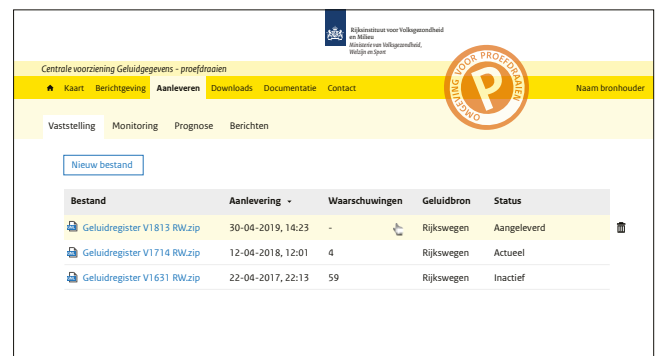 Rijksinstituut voor Volksgezondheid
en Milieu
Ministerie van Volksgezondheid,
Welzijn en Sport
Centrale voorziening Geluidgegevens - proefdraaien
OMGEVING VOOR PROEFDRAAIEN
P
Kaart Berichtgeving Aanleveren Downloads Documentatie Contact Naam bronhouder
Vaststelling Monitoring Prognose Berichten
Nieuw bestand
Bestand Aanlevering Waarschuwingen Geluidbron Status
Geluidregister V1813 RW.zip 30-04-2019, 14:23 - Rijkswegen Aangeleverd
Geluidregister V1714 RW.zip 12-04-2018, 12:01 4 Rijkswegen Actueel
Geluidregister V1631 RW.zip 22-04-2017, 22:13 59 Rijkswegen Inactief